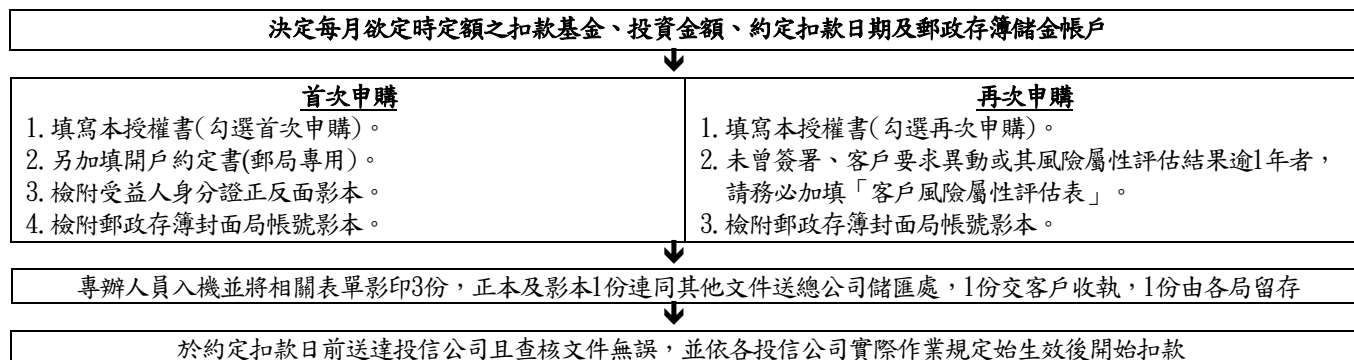 決定每月欲定時定額之扣款基金、投資金額、約定扣款日期及郵政存簿儲金帳戶
首次申購
1. 填寫本授權書(勾選首次申購)。
2. 另加填開戶約定書(郵局專用)。
3. 檢附受益人身分證正反面影本。
4. 檢附郵政存簿封面局帳號影本。
再次申購
1. 填寫本授權書(勾選再次申購)。
2. 未曾簽署、客戶要求異動或其風險屬性評估結果逾1年者，
請務必加填「客戶風險屬性評估表」。
3. 檢附郵政存簿封面局帳號影本。
專辦人員入機並將相關表單影印3份，正本及影本1份連同其他文件送總公司儲匯處，1份交客戶收執，1份由各局留存
於約定扣款日前送達投信公司且查核文件無誤，並依各投信公司實際作業規定始生效後開始扣款